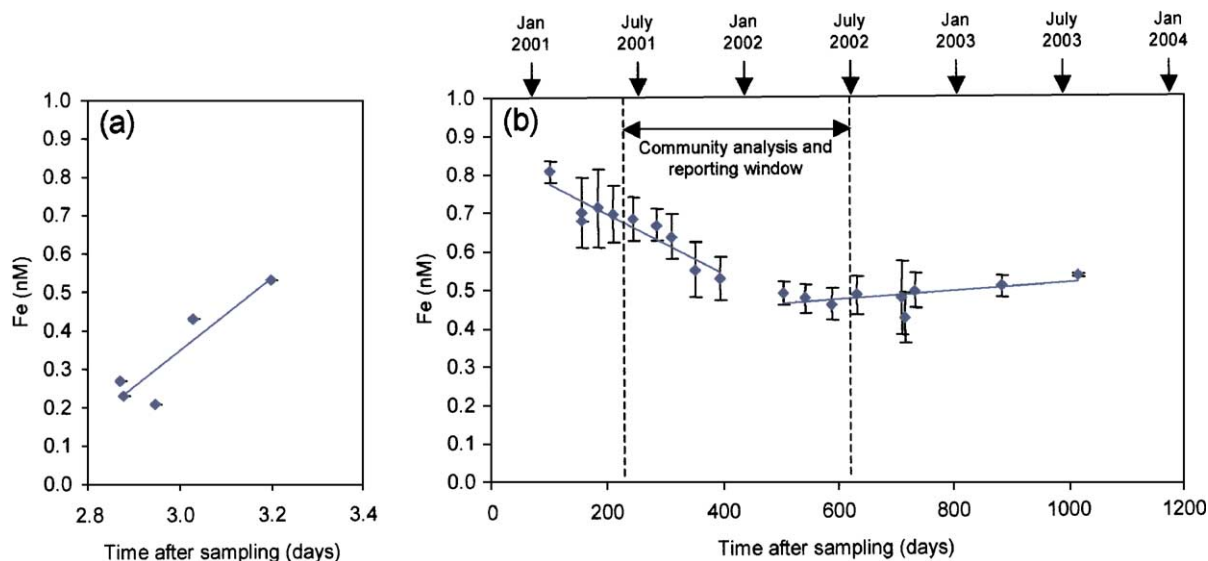 Jan
2001
July
2001
Jan
2002
July
2002
Jan
2003
July
2003
Jan
2004
(a)
1.0
0.9
0.8
0.7
0.6
0.5
0.4
0.3
0.2
0.1
0.0
Fe (nM)
2.8 3.0 3.2 3.4
Time after sampling (days)
(b)
Community analysis and
reporting window
1.0
0.9
0.8
0.7
0.6
0.5
0.4
0.3
0.2
0.1
0.0
Fe (nM)
0 200 400 600 800 1000 1200
Time after sampling (days)